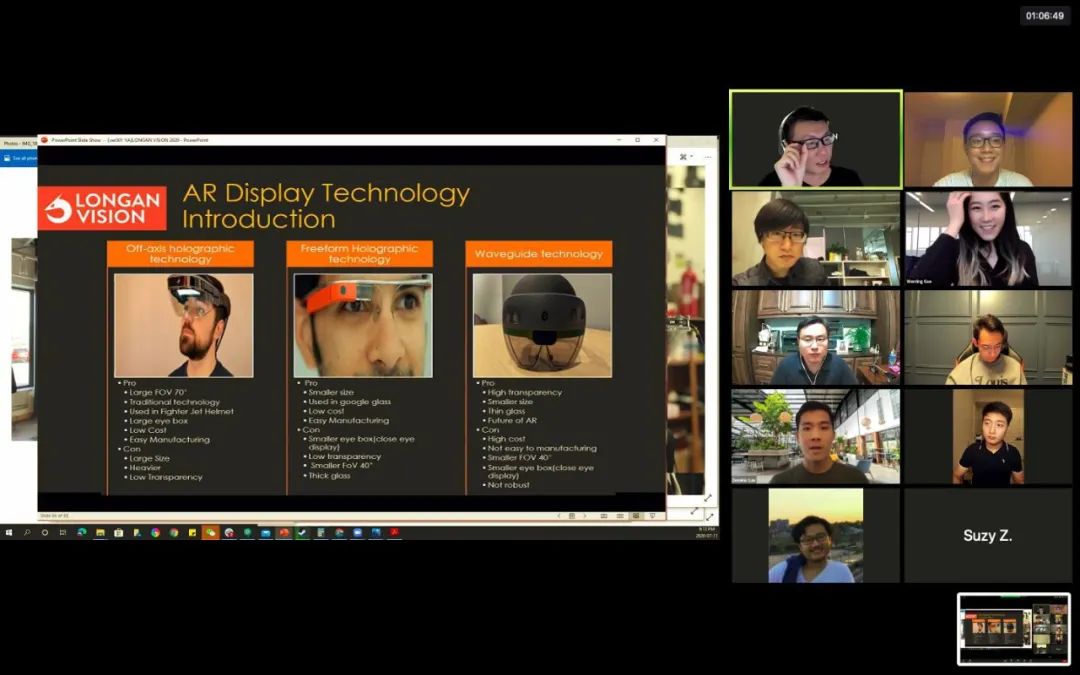 01:06:49
PowerPoint Slide Show - [
LONGAN VISION 2020 - PowerPoint
Photos - IMG_
See all phot
LONGAN
VISION
AR Display Technology
Introduction
Off-axis holographic
technology
• Pro
• Large FOV 70°
• Traditional technology
• Used in Fighter Jet Helmet
• Large eye box
• Low Cost
• Easy Manufacturing
• Con
• Large Size
• Heavier
• Low Transparency
Freeform Holographic
technology
• Pro
• Smaller size
• Used in google glass
• Low cost
• Easy Manufacturing
• Con
• Smaller eye box(close eye
display)
• Low transparency
• Smaller FoV 40°
• Thick glass
Waveguide technology
• Pro
• High transparency
• Smaller size
• Thin glass
• Future of AR
• Con
• High cost
• Not easy to manufacturing
• Smaller FOV 40°
• Smaller eye box(close eye
display)
• Not robust
Suzy Z.